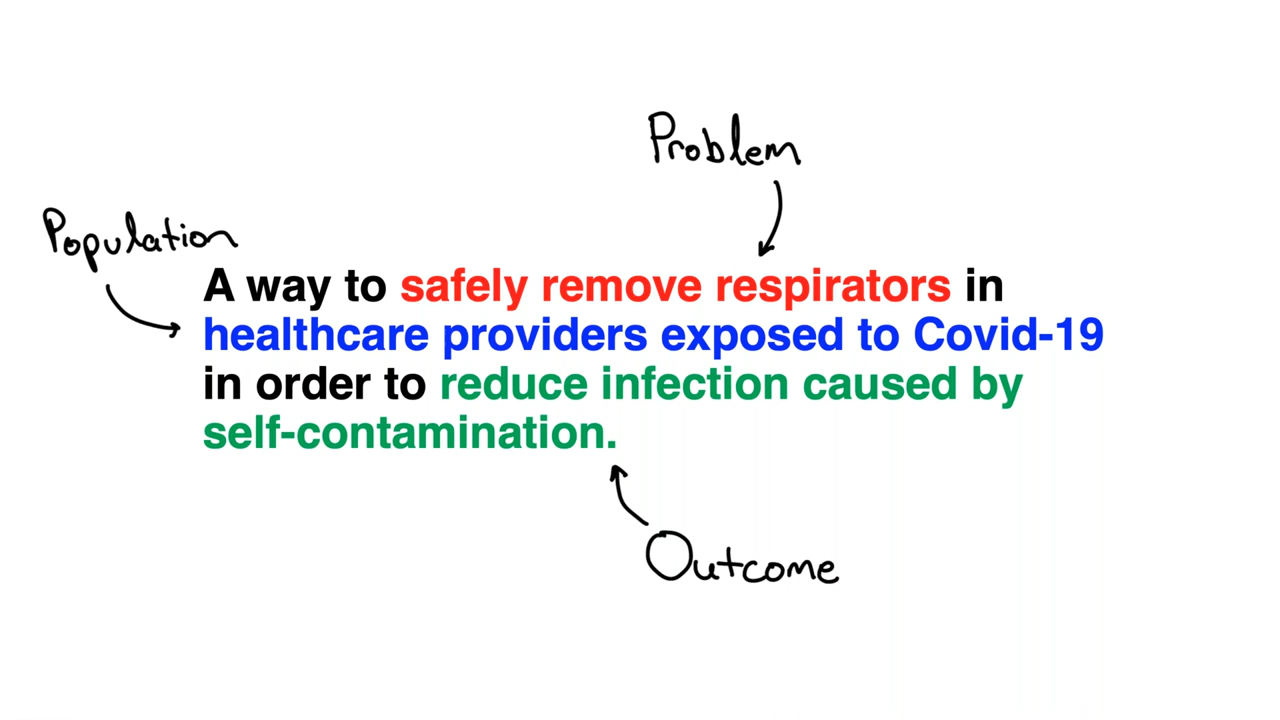 Problem
Population
A way to safely remove respirators in
healthcare providers exposed to Covid-19
in order to reduce infection caused by
self-contamination.
Outcome